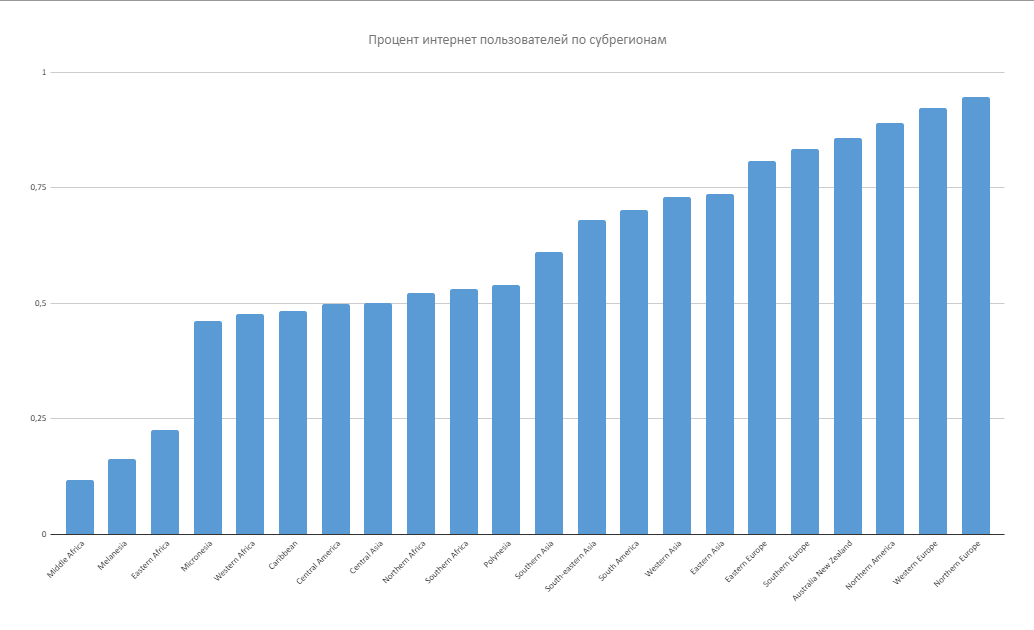 Процент интернет пользователей по субрегионам
1
0,75
0,5
0,25
0
Middle Africa
Melanesia
Eastern Africa
Micronesia
Western Africa
Caribbean
Central America
Central Asia
Northern Africa
Southern Africa
Polynesia
Southern Asia
South-eastern Asia
South America
Western Asia
Eastern Asia
Eastern Europe
Southern Europe
Australia New Zealand
Northern America
Western Europe
Northern Europe